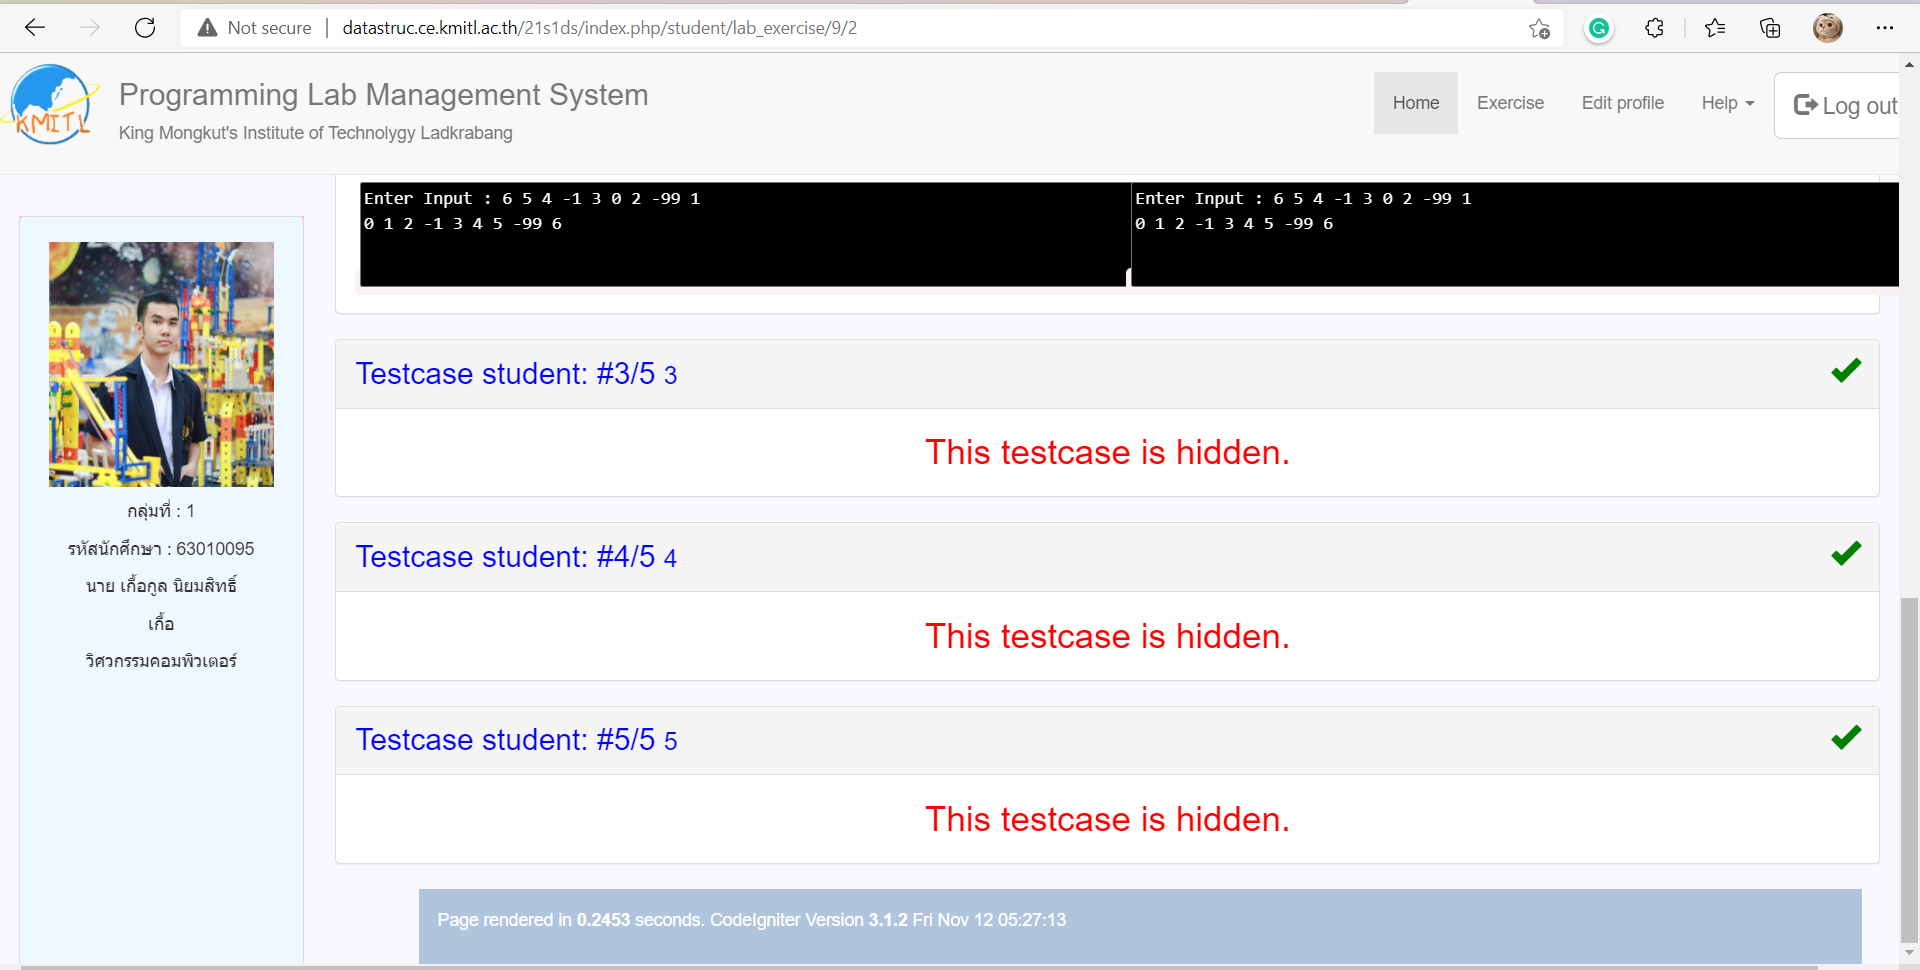 Not secure
datastruc.ce.kmitl.ac.th/21s1ds/index.php/student/lab_exercise/9/2
KMITL
Programming Lab Management System
King Mongkut's Institute of Technolygy Ladkrabang
Home
Exercise
Edit profile
Help
Log out
Enter Input : 6 5 4 -1 3 0 2 -99 1
0 1 2 -1 3 4 5 -99 6
Enter Input : 6 5 4 -1 3 0 2 -99 1
0 1 2 -1 3 4 5 -99 6
กลุ่มที่ : 1
รหัสนักศึกษา : 63010095
นาย เกื้อกูล นิยมสิทธิ์
เกื้อ
วิศวกรรมคอมพิวเตอร์
Testcase student: #3/5 3
This testcase is hidden.
Testcase student: #4/5 4
This testcase is hidden.
Testcase student: #5/5 5
This testcase is hidden.
Page rendered in 0.2453 seconds. CodeIgniter Version 3.1.2 Fri Nov 12 05:27:13